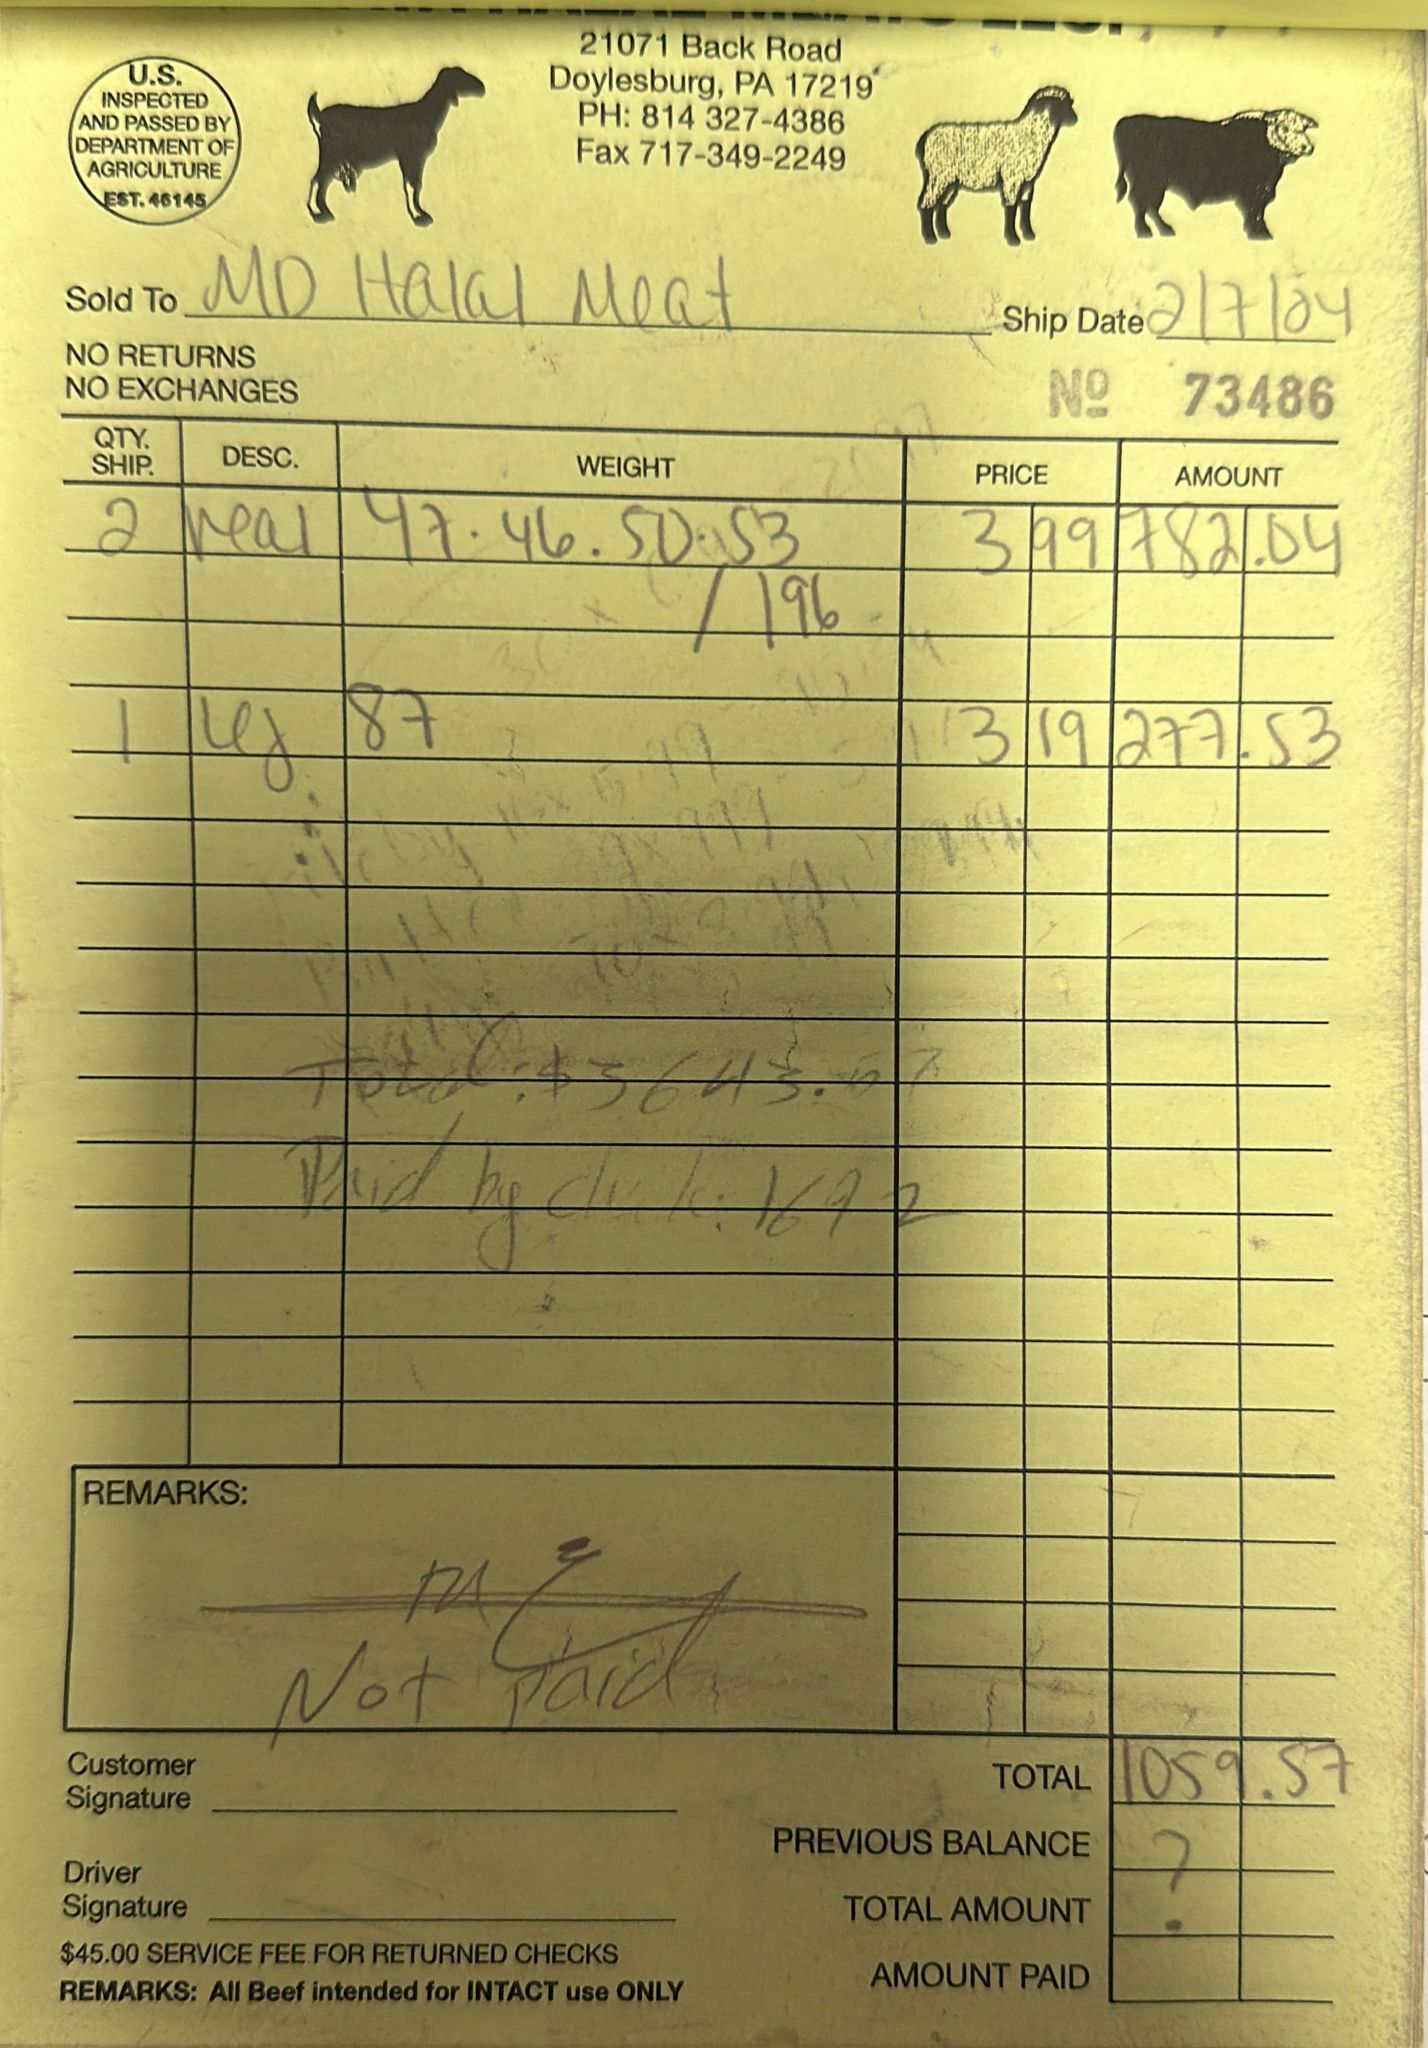 21071 Back Road
Doylesburg, PA 17219
PH: 814 327-4386
Fax 717-349-2249
U.S.
INSPECTED
AND PASSED BY
DEPARTMENT OF
AGRICULTURE
EST. 46145
Sold To MD Halal Meat Ship Date 2/7/24
NO RETURNS
NO EXCHANGES
No 73486
QTY. SHIP. DESC. WEIGHT PRICE AMOUNT
2 veal 47.46.50.53 3 99 782.04
/ 196
1 Leg 87 3 19 277.53
Total: $3643.67
Paid by chek: 1692
REMARKS:
Not paid
Customer
Signature
TOTAL 1059.57
PREVIOUS BALANCE ?
Driver
Signature
TOTAL AMOUNT
$45.00 SERVICE FEE FOR RETURNED CHECKS
AMOUNT PAID
REMARKS: All Beef intended for INTACT use ONLY